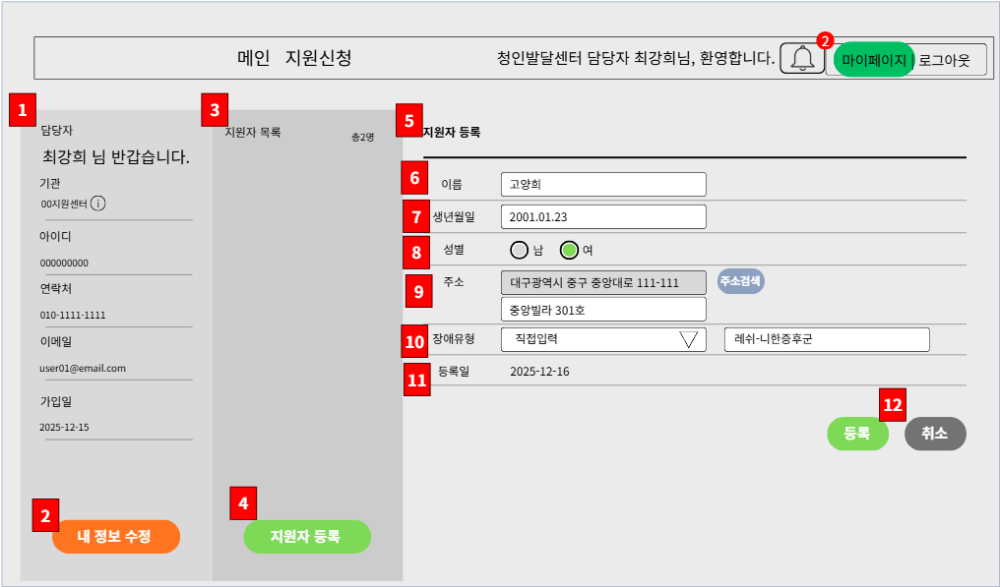 메인 지원신청
청인발달센터 담당자 최강희님, 환영합니다.
2
마이페이지 | 로그아웃
1
담당자
최강희 님 반갑습니다.
기관
00지원센터 i
아이디
000000000
연락처
010-1111-1111
이메일
user01@email.com
가입일
2025-12-15
2
내 정보 수정
3
지원자 목록 총2명
4
지원자 등록
5
지원자 등록
6 이름 고양희
7 생년월일 2001.01.23
8 성별 남 여
9 주소 대구광역시 중구 중앙대로 111-111 주소검색
중앙빌라 301호
10 장애유형 직접입력 레쉬-니한증후군
11 등록일 2025-12-16
12
등록 취소